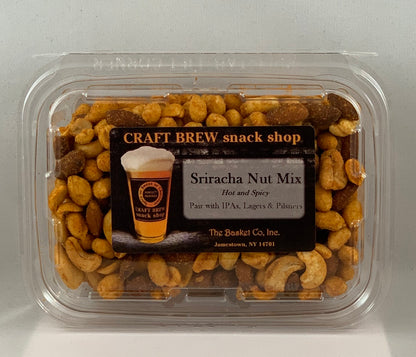 CRAFT BREW snack shop
Sriracha Nut Mix
Hot and Spicy
Pair with IPAs, Lagers & Pilsners
CRAFT BREW
snack shop
The Basket Co, Inc.
Jamestown, NY 14701